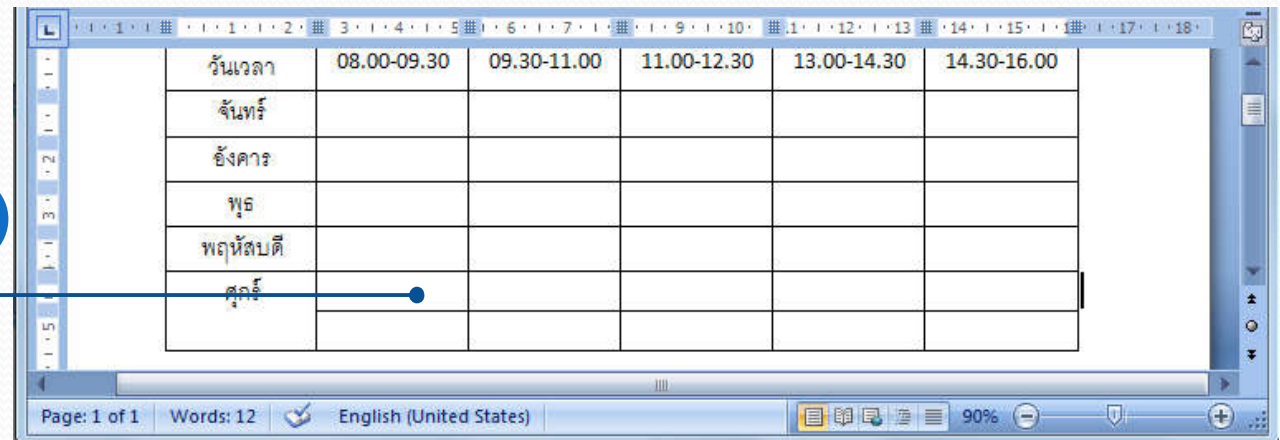 วันเวลา 08.00-09.30 09.30-11.00 11.00-12.30 13.00-14.30 14.30-16.00
จันทร์
อังคาร
พุธ
พฤหัสบดี
ศุกร์
Page: 1 of 1 Words: 12 English (United States) 90%